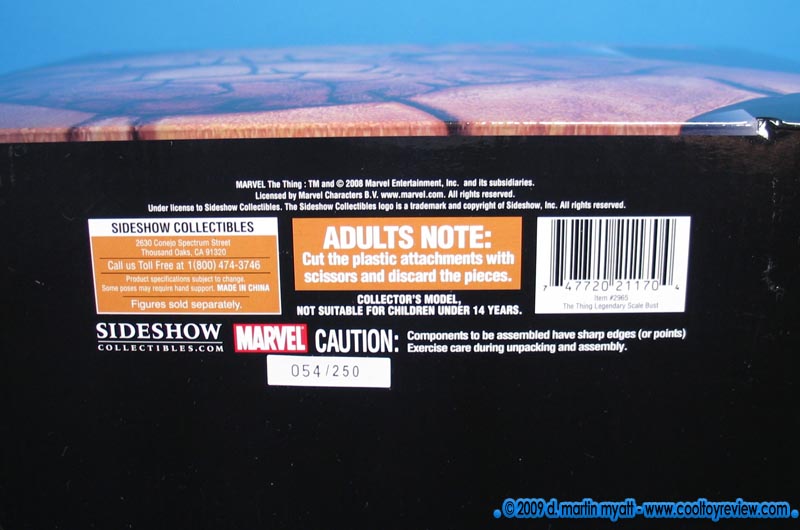 MARVEL The Thing : TM and © 2008 Marvel Entertainment, Inc. and its subsidiaries.
Licensed by Marvel Characters B.V. www.marvel.com. All rights reserved.
Under license to Sideshow Collectibles. The Sideshow Collectibles logo is a trademark and copyright of Sideshow, Inc. All rights reserved.
SIDESHOW COLLECTIBLES
2630 Conejo Spectrum Street
Thousand Oaks, CA 91320
Call us Toll Free at 1(800) 474-3746
Product specifications subject to change.
Some poses may require hand support. MADE IN CHINA
Figures sold separately.
ADULTS NOTE:
Cut the plastic attachments with
scissors and discard the pieces.
COLLECTOR'S MODEL,
NOT SUITABLE FOR CHILDREN UNDER 14 YEARS.
7 47720 21170 4
Item #2965
The Thing Legendary Scale Bust
SIDESHOW
COLLECTIBLES.COM
MARVEL
CAUTION:
Components to be assembled have sharp edges (or points)
Exercise care during unpacking and assembly.
054/250
© 2009 d. martin myatt - www.cooltoyreview.com